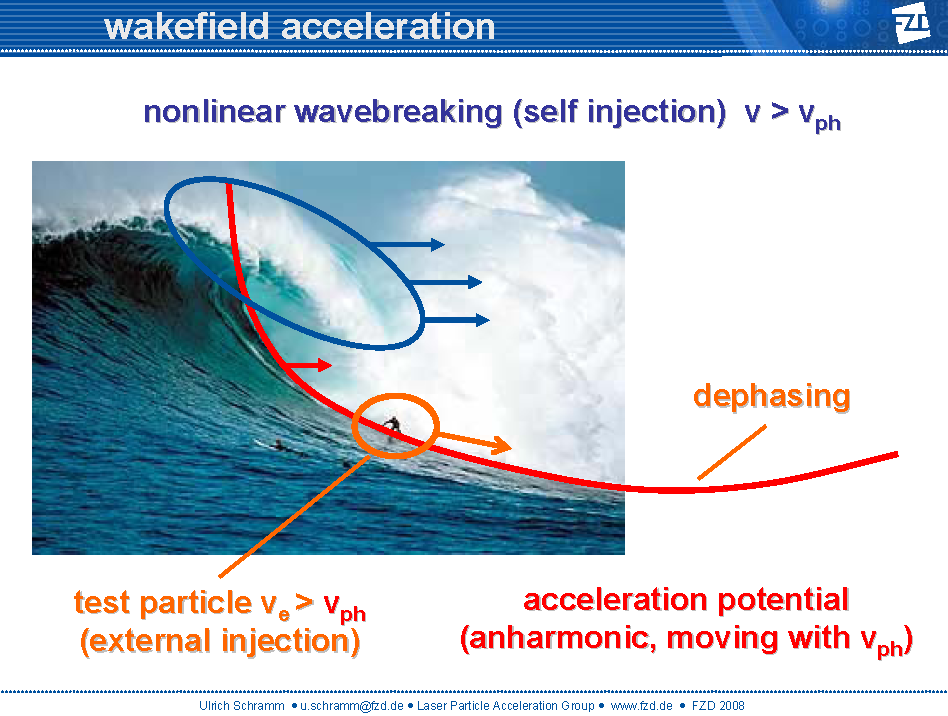 wakefield acceleration
FZD
nonlinear wavebreaking (self injection) v > vph
dephasing
test particle ve > vph
(external injection)
acceleration potential
(anharmonic, moving with vph)
Ulrich Schramm ● u.schramm@fzd.de ● Laser Particle Acceleration Group ● www.fzd.de ● FZD 2008